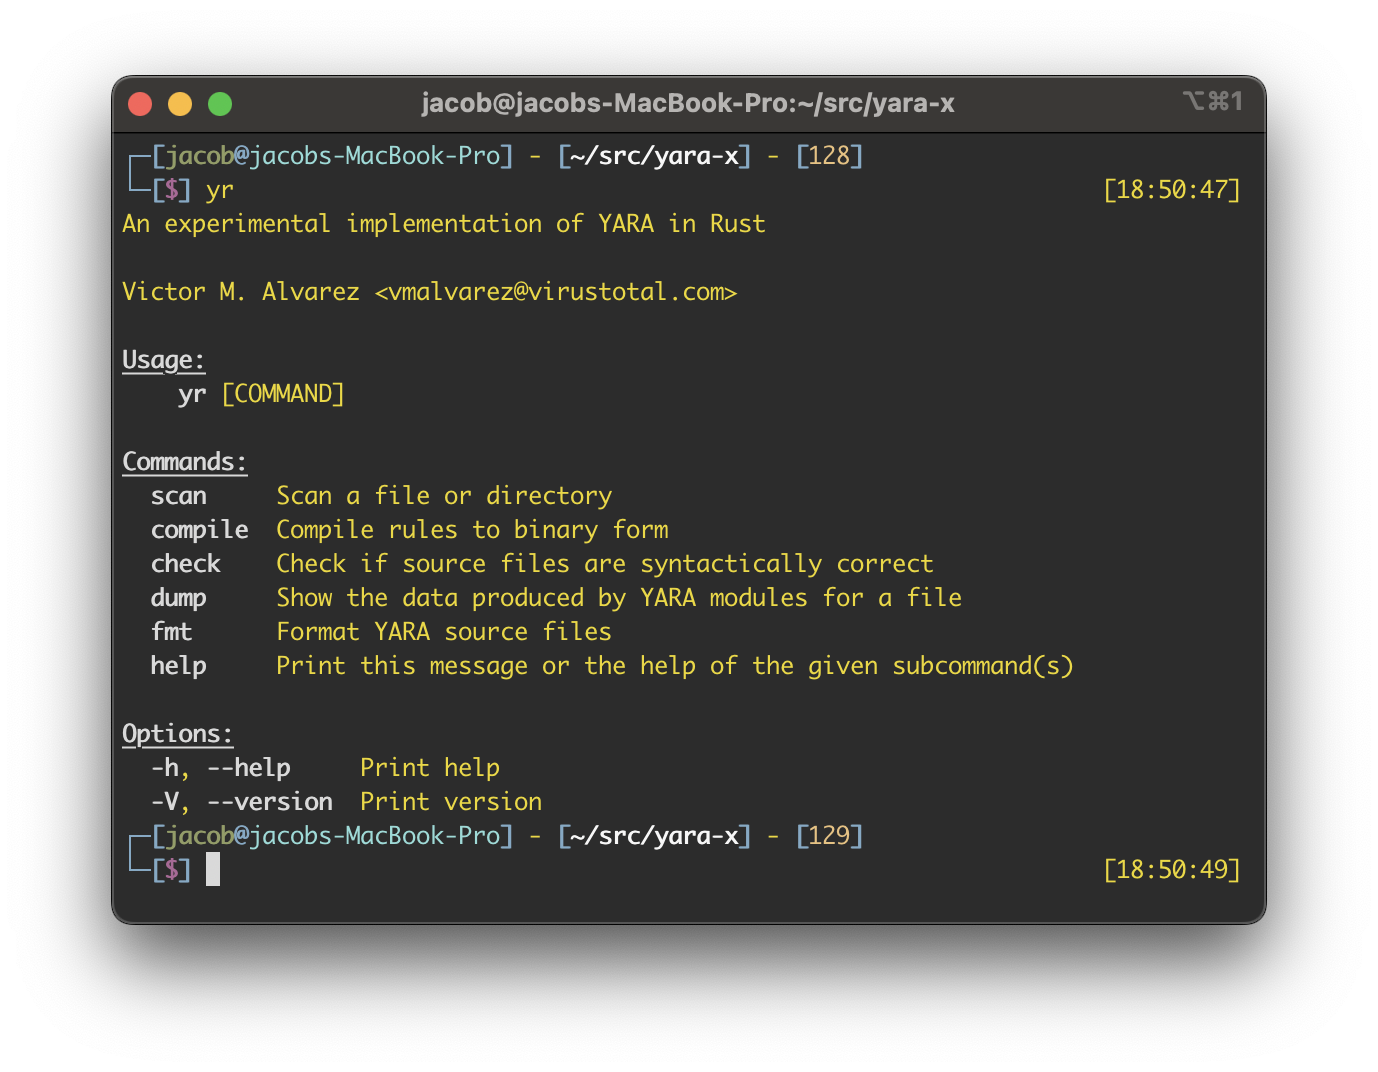 jacob@jacobs-MacBook-Pro:~/src/yara-x ⌥⌘1
┌─[jacob@jacobs-MacBook-Pro] - [~/src/yara-x] - [128]
└─[$] yr [18:50:47]
An experimental implementation of YARA in Rust
Victor M. Alvarez <vmalvarez@virustotal.com>
Usage:
yr [COMMAND]
Commands:
scan Scan a file or directory
compile Compile rules to binary form
check Check if source files are syntactically correct
dump Show the data produced by YARA modules for a file
fmt Format YARA source files
help Print this message or the help of the given subcommand(s)
Options:
-h, --help Print help
-V, --version Print version
┌─[jacob@jacobs-MacBook-Pro] - [~/src/yara-x] - [129]
└─[$] [18:50:49]